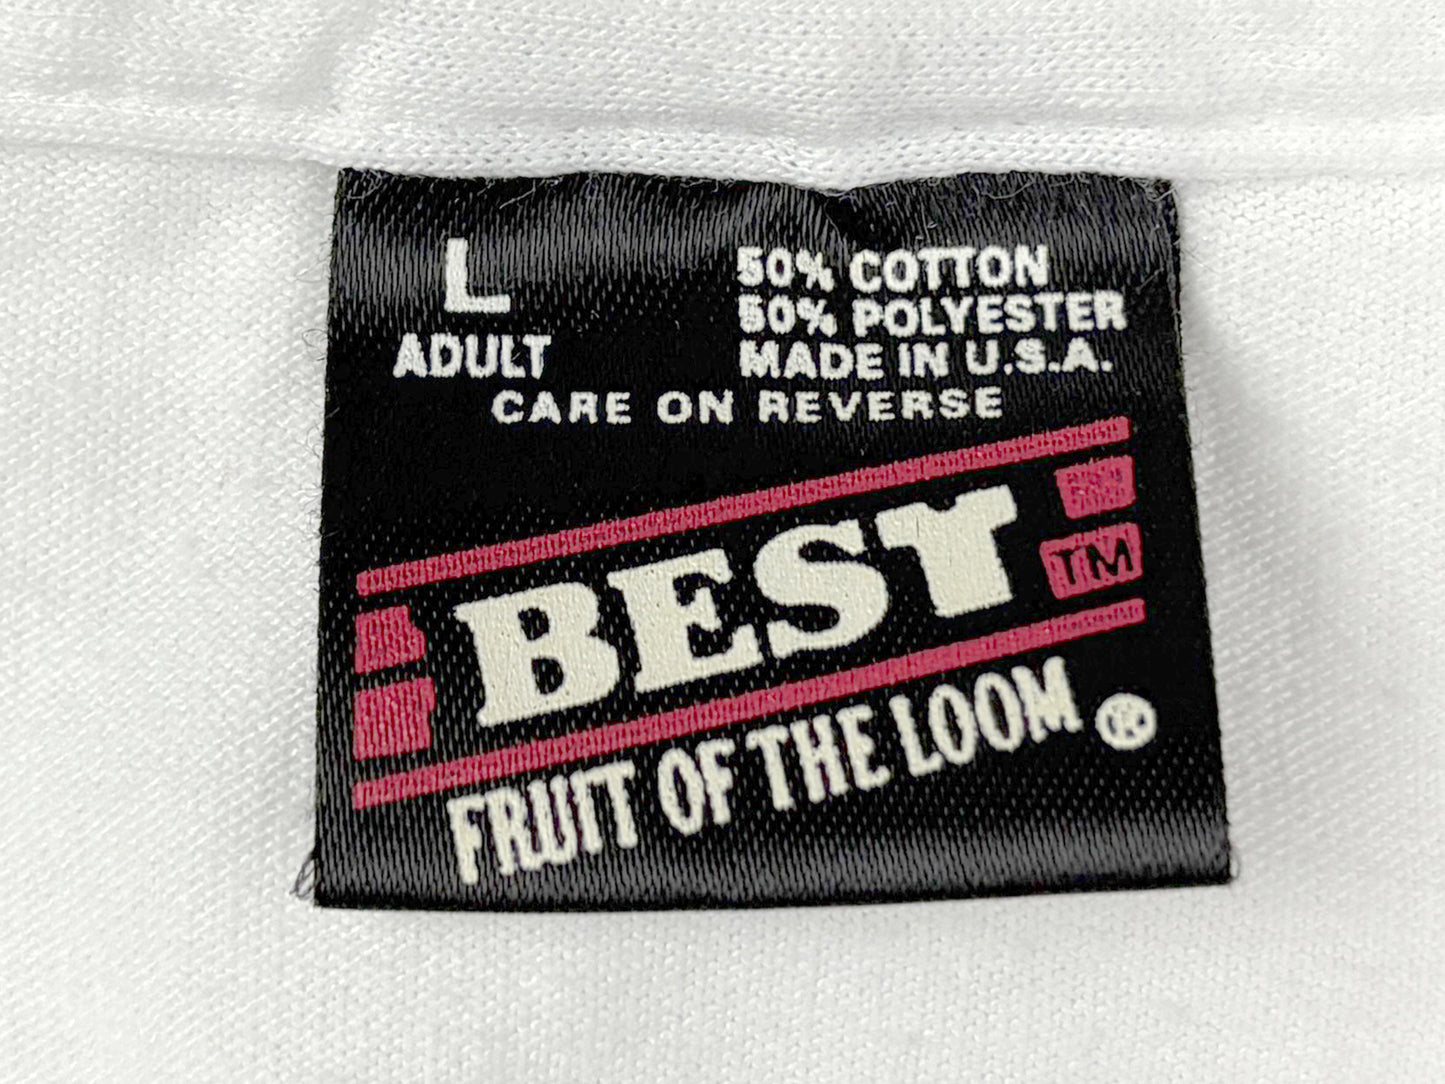 L
ADULT
50% COTTON
50% POLYESTER
MADE IN U.S.A.
CARE ON REVERSE
BEST TM
FRUIT OF THE LOOM ®